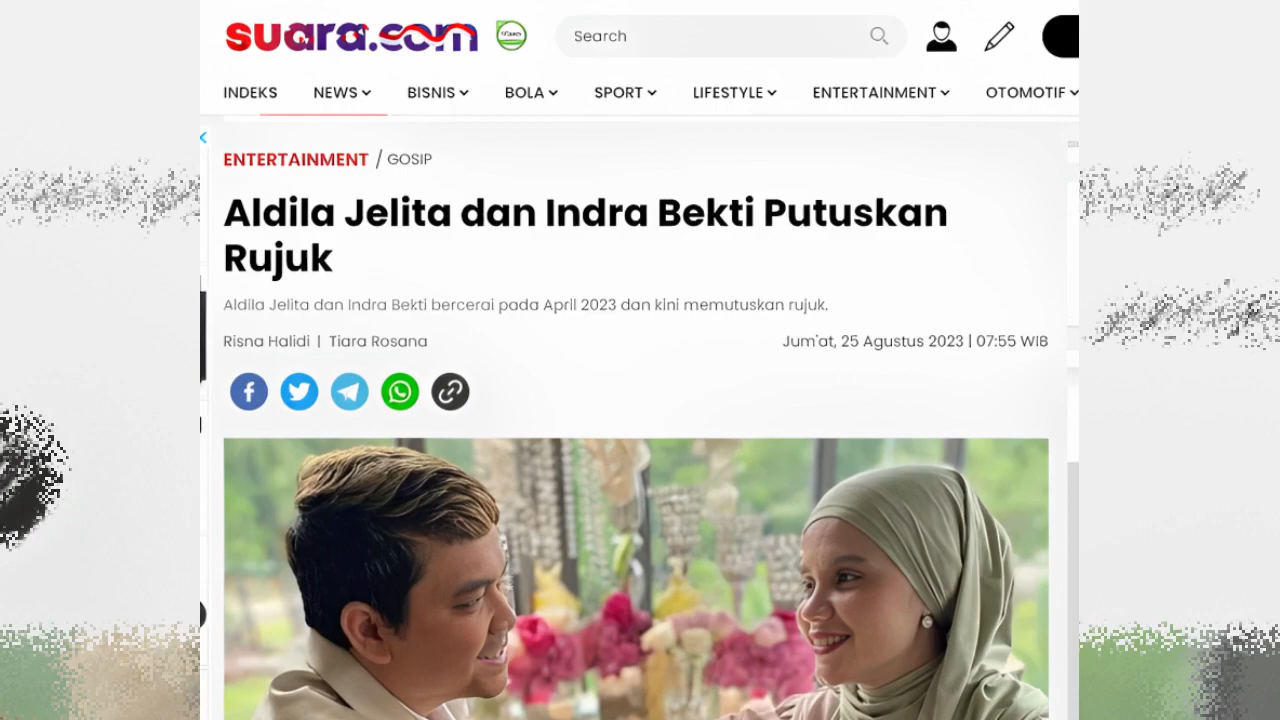 suara.com
Search
INDEKS NEWS BISNIS BOLA SPORT LIFESTYLE ENTERTAINMENT OTOMOTIF
ENTERTAINMENT / GOSIP
Aldila Jelita dan Indra Bekti Putuskan
Rujuk
Aldila Jelita dan Indra Bekti bercerai pada April 2023 dan kini memutuskan rujuk.
Risna Halidi | Tiara Rosana
Jum'at, 25 Agustus 2023 | 07:55 WIB